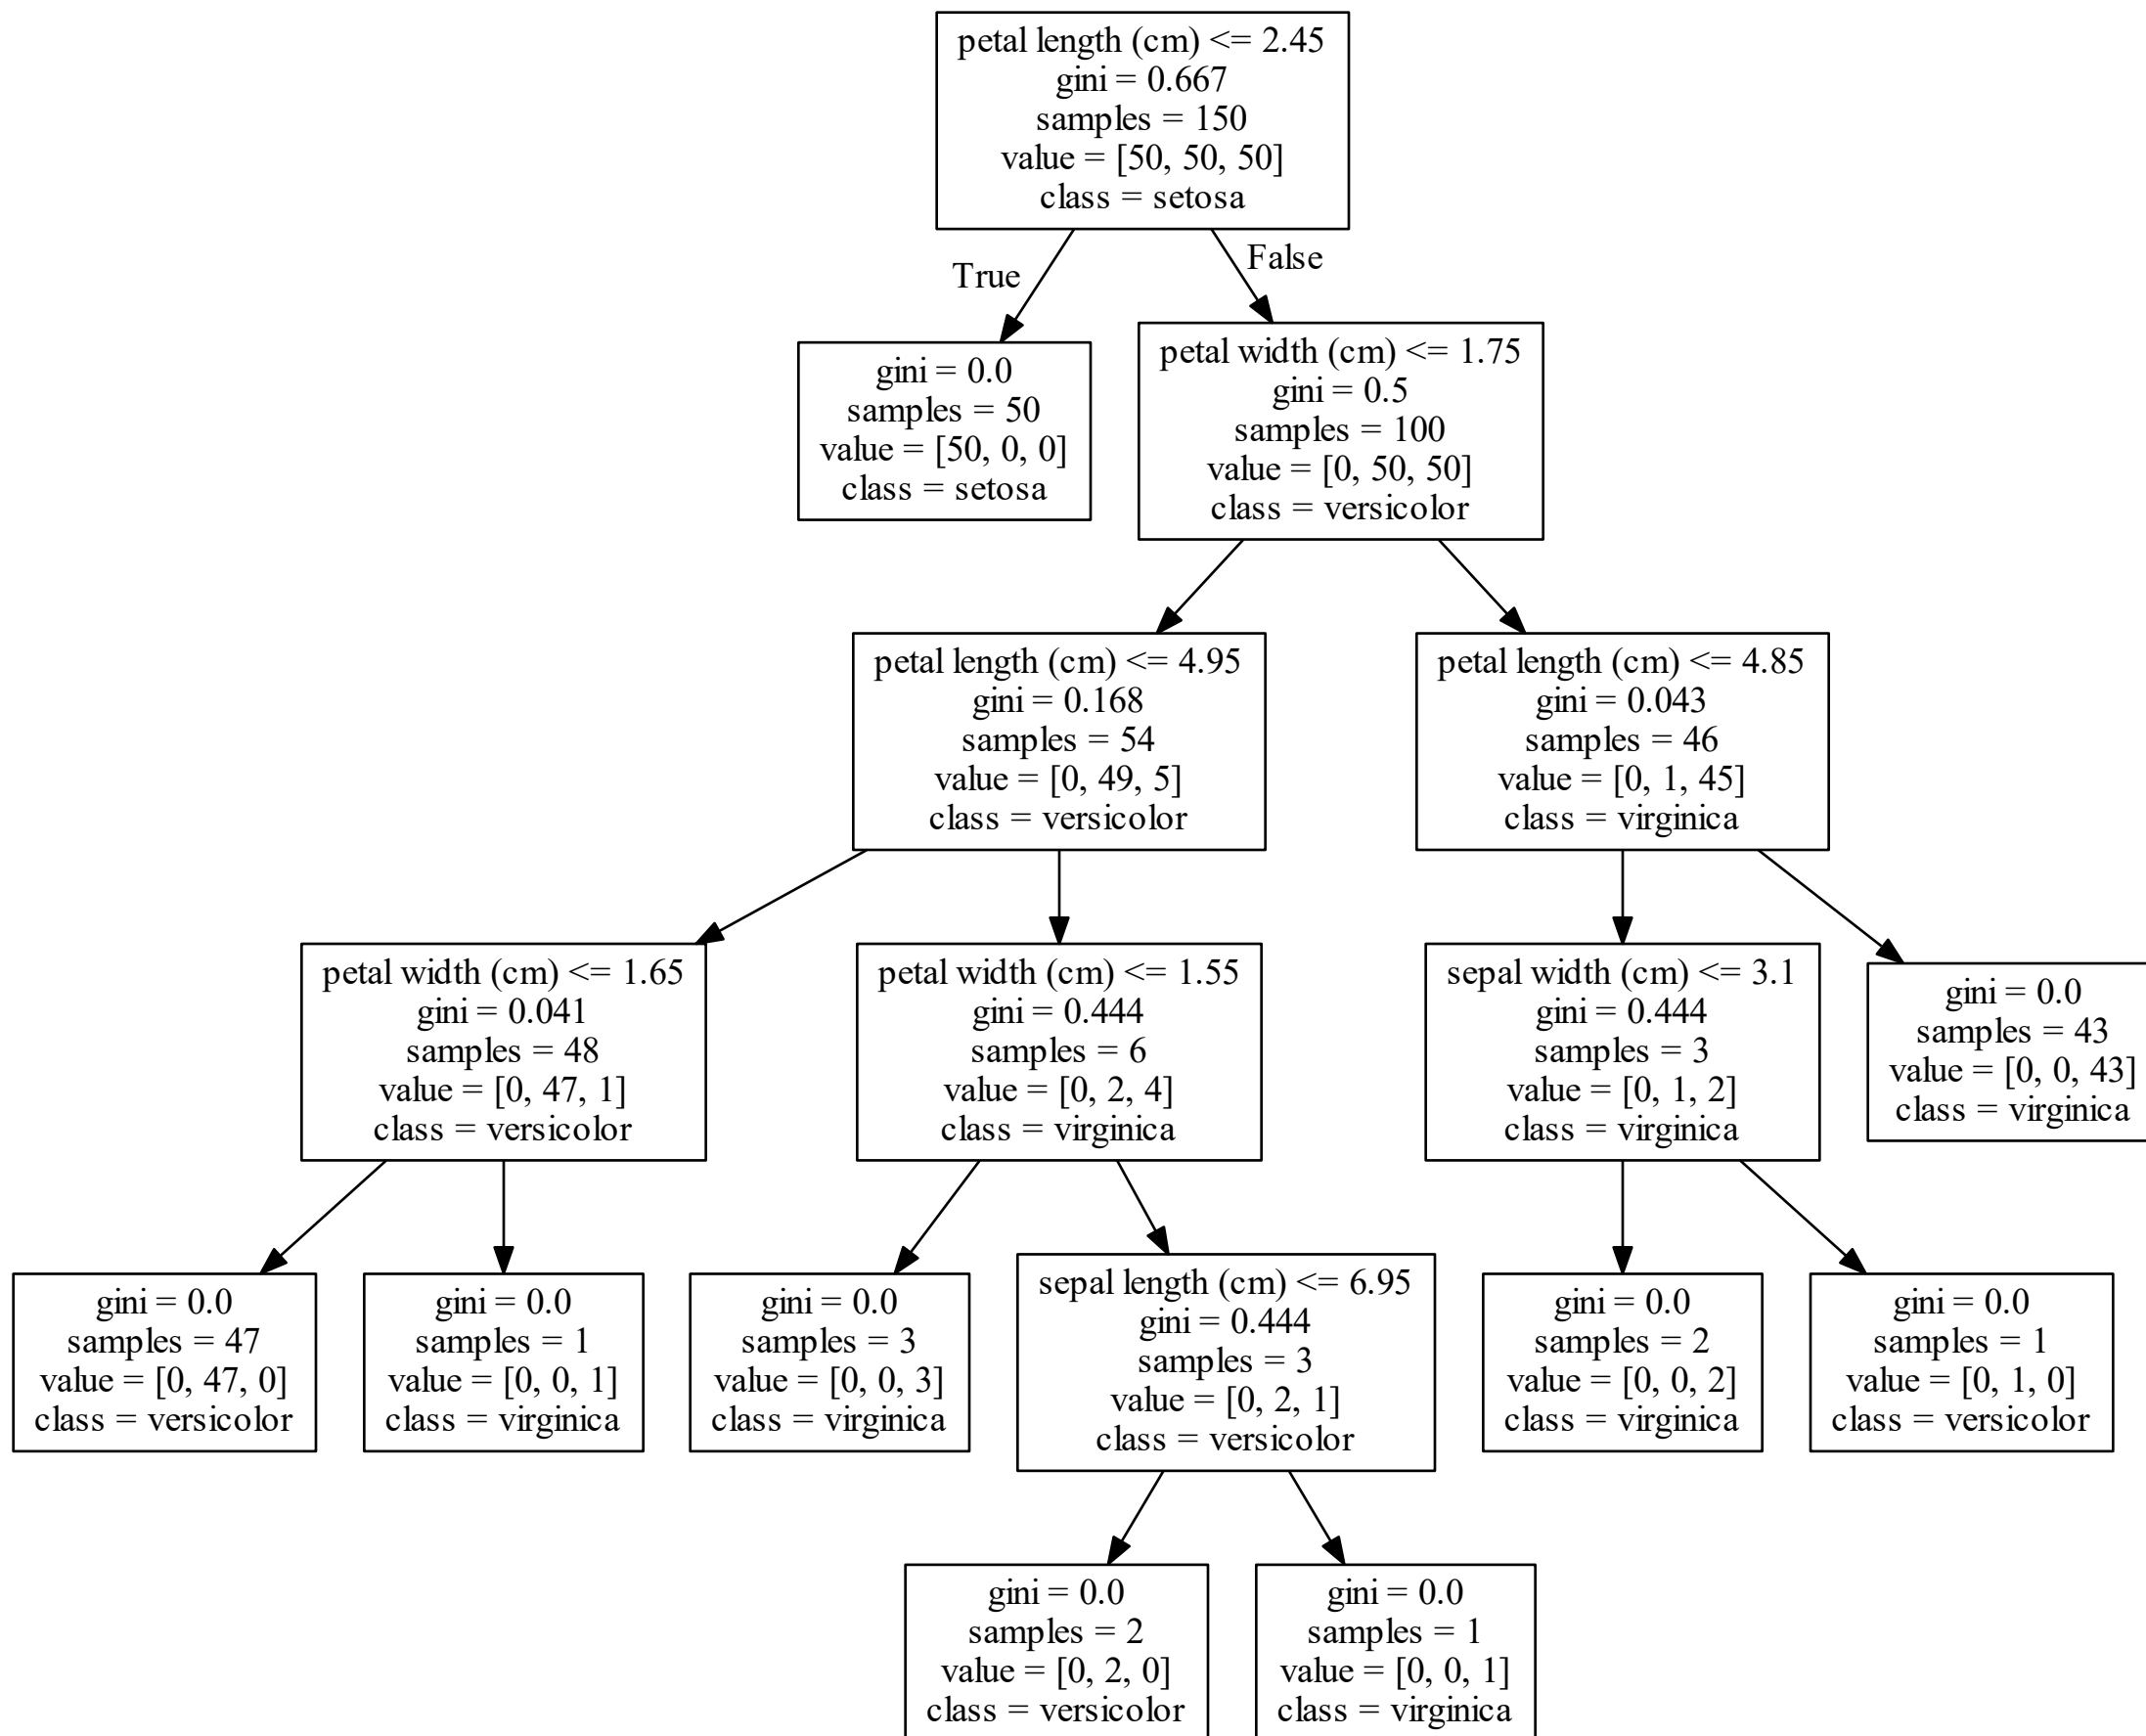 petal length (cm) <= 2.45
gini = 0.667
samples = 150
value = [50, 50, 50]
class = setosa
True
False
gini = 0.0
samples = 50
value = [50, 0, 0]
class = setosa
petal width (cm) <= 1.75
gini = 0.5
samples = 100
value = [0, 50, 50]
class = versicolor
petal length (cm) <= 4.95
gini = 0.168
samples = 54
value = [0, 49, 5]
class = versicolor
petal length (cm) <= 4.85
gini = 0.043
samples = 46
value = [0, 1, 45]
class = virginica
petal width (cm) <= 1.65
gini = 0.041
samples = 48
value = [0, 47, 1]
class = versicolor
petal width (cm) <= 1.55
gini = 0.444
samples = 6
value = [0, 2, 4]
class = virginica
sepal width (cm) <= 3.1
gini = 0.444
samples = 3
value = [0, 1, 2]
class = virginica
gini = 0.0
samples = 43
value = [0, 0, 43]
class = virginica
gini = 0.0
samples = 47
value = [0, 47, 0]
class = versicolor
gini = 0.0
samples = 1
value = [0, 0, 1]
class = virginica
gini = 0.0
samples = 3
value = [0, 0, 3]
class = virginica
sepal length (cm) <= 6.95
gini = 0.444
samples = 3
value = [0, 2, 1]
class = versicolor
gini = 0.0
samples = 2
value = [0, 0, 2]
class = virginica
gini = 0.0
samples = 1
value = [0, 1, 0]
class = versicolor
gini = 0.0
samples = 2
value = [0, 2, 0]
class = versicolor
gini = 0.0
samples = 1
value = [0, 0, 1]
class = virginica